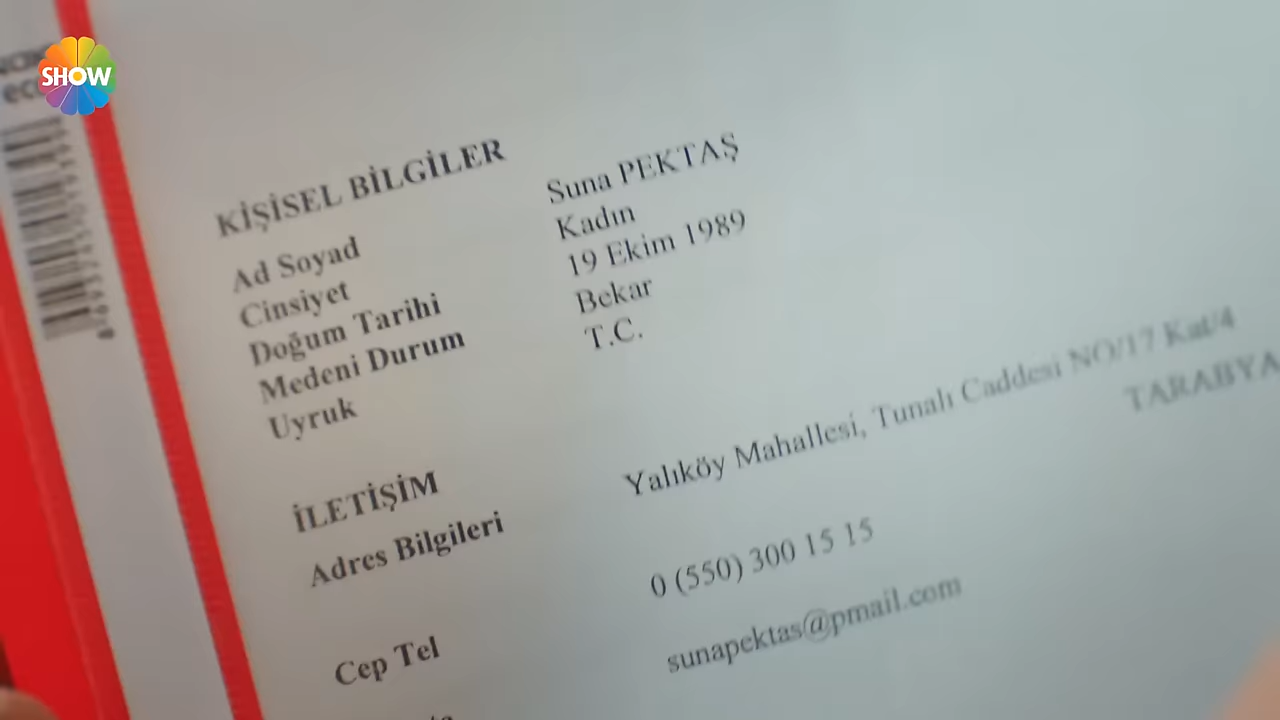 SHOW
KİŞİSEL BİLGİLER
Ad Soyad Suna PEKTAŞ
Cinsiyet Kadın
Doğum Tarihi 19 Ekim 1989
Medeni Durum Bekar
Uyruk T.C.
İLETİŞİM
Adres Bilgileri Yalıköy Mahallesi, Tunalı Caddesi NO/17 Kat/4
TARABYA
Cep Tel 0 (550) 300 15 15
sunapektas@pmail.com